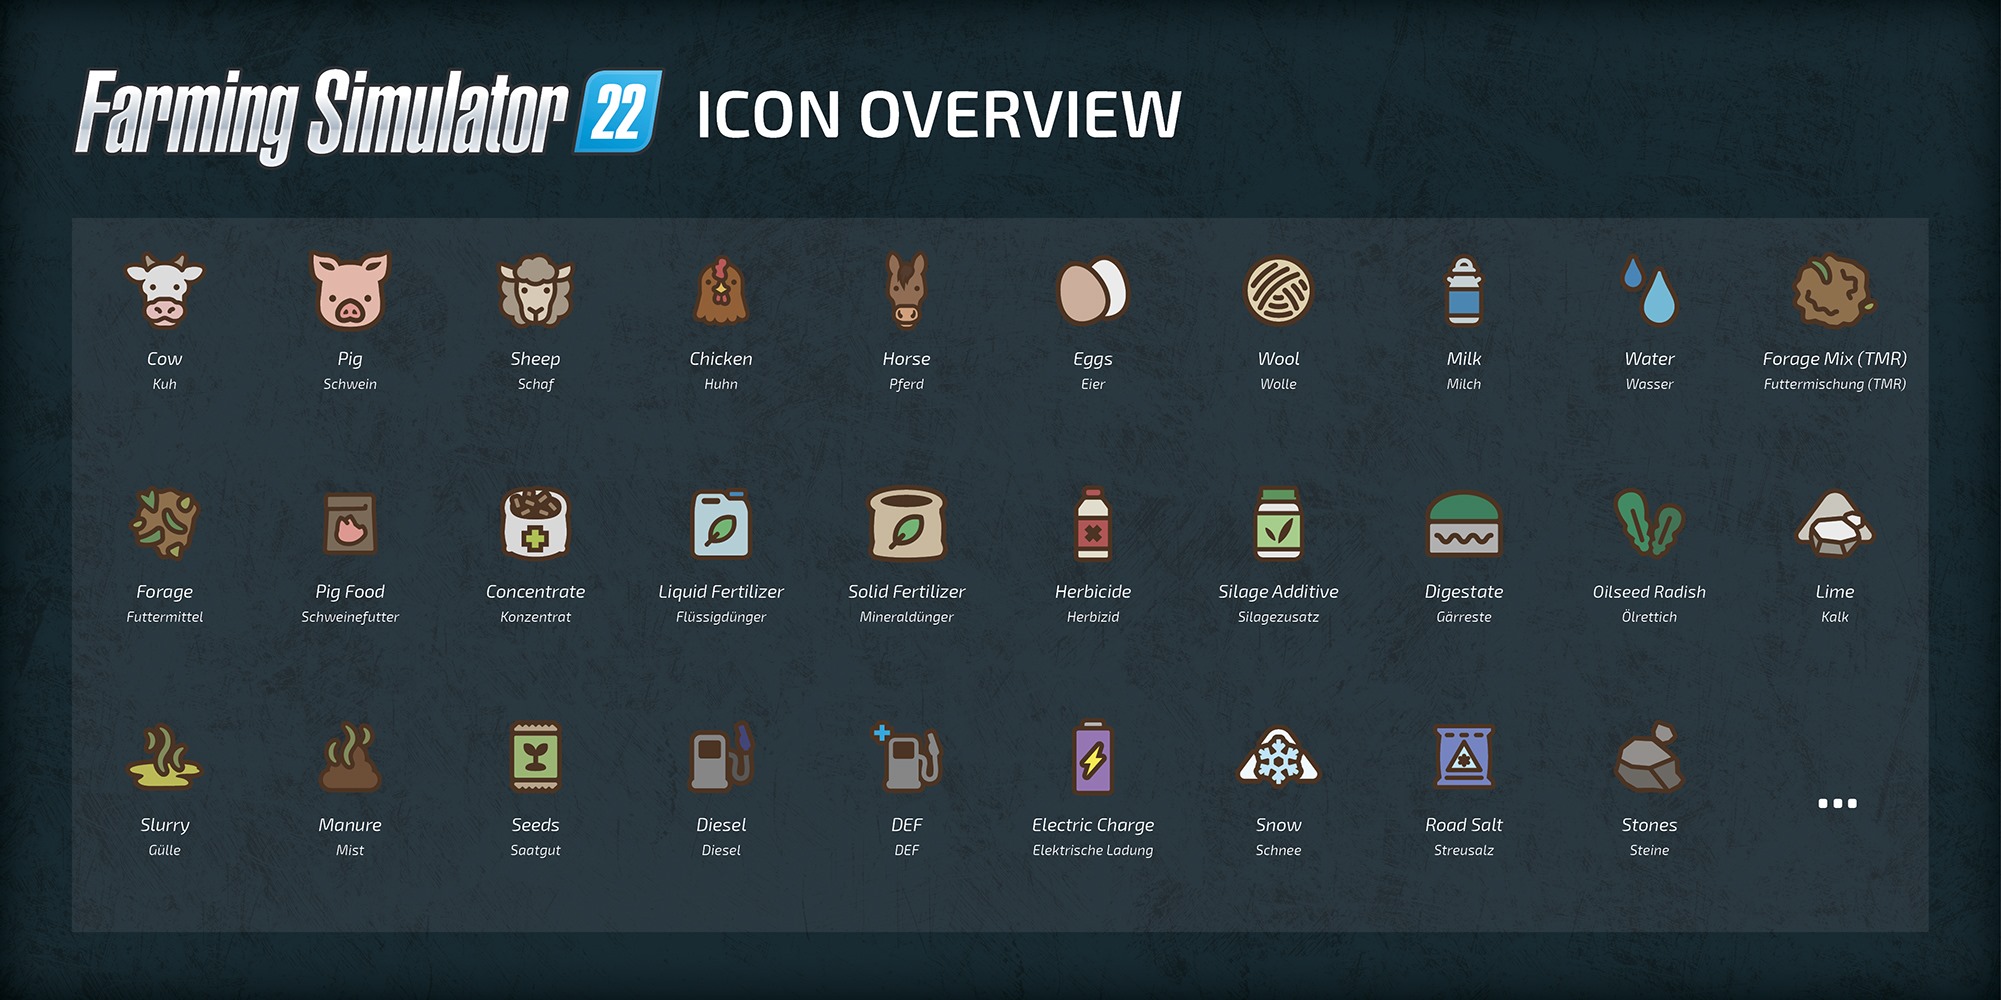 Farming Simulator 22 ICON OVERVIEW
Cow Pig Sheep Chicken Horse Eggs Wool Milk Water Forage Mix (TMR)
Kuh Schwein Schaf Huhn Pferd Eier Wolle Milch Wasser Futtermischung (TMR)
Forage Pig Food Concentrate Liquid Fertilizer Solid Fertilizer Herbicide Silage Additive Digestate Oilseed Radish Lime
Futtermittel Schweinefutter Konzentrat Flüssigdünger Mineraldünger Herbizid Silagezusatz Gärreste Ölrettich Kalk
Slurry Manure Seeds Diesel DEF Electric Charge Snow Road Salt Stones ...
Gülle Mist Saatgut Diesel DEF Elektrische Ladung Schnee Streusalz Steine